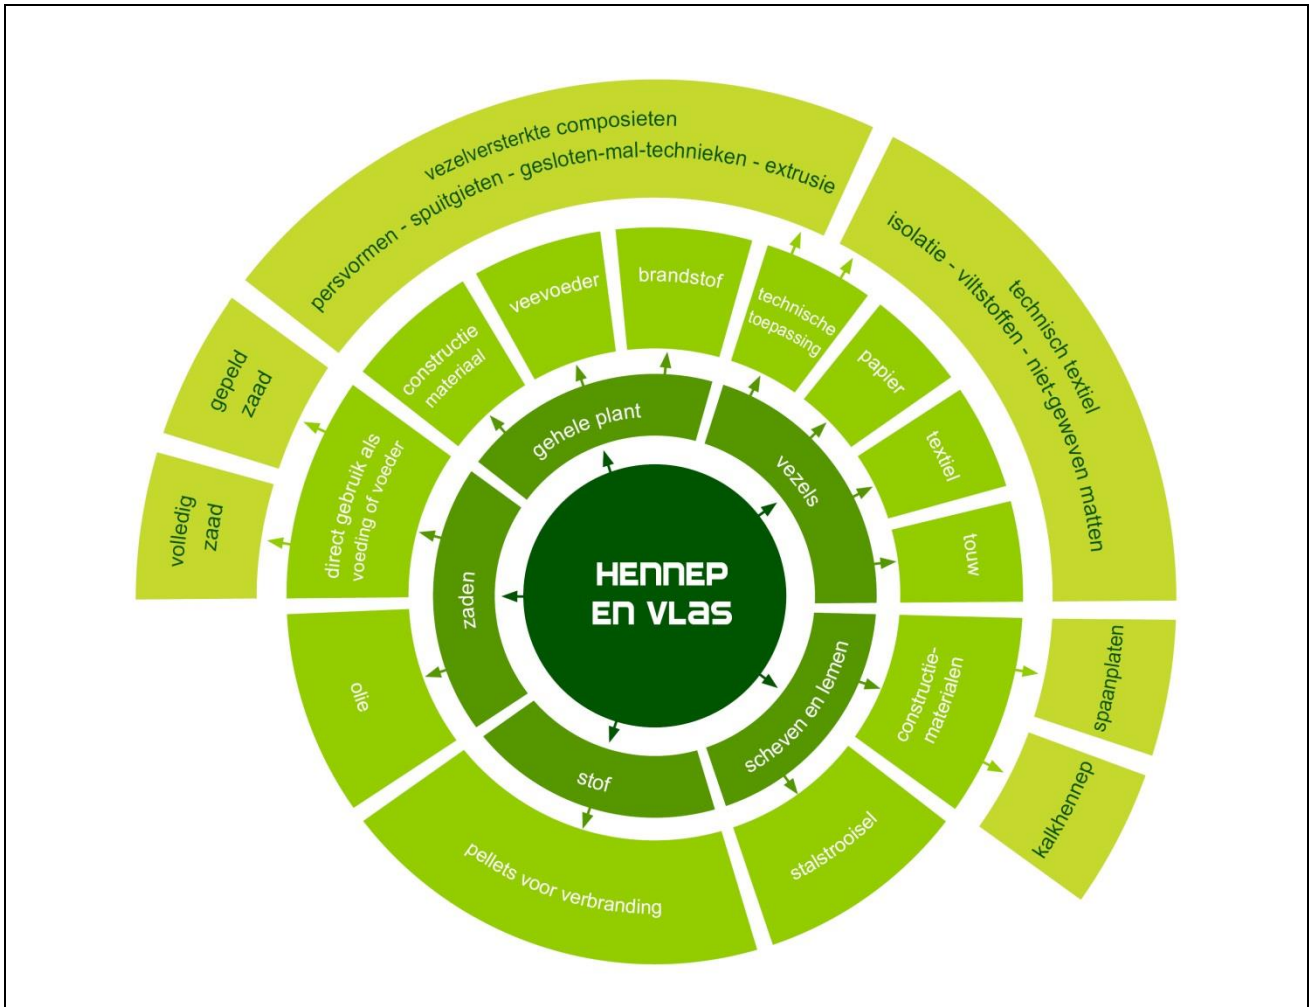 vezelversterkte composieten
persvormen - spuitgieten - gesloten-mal-technieken - extrusie
technisch textiel
isolatie - viltstoffen - niet-geweven matten
gepeld
zaad
volledig
zaad
constructie
materiaal
veevoeder
brandstof
technische
toepassing
papier
textiel
touw
direct gebruik als
voeding of voeder
gehele plant
vezels
zaden
HENNEP
EN VLAS
scheven en lemen
stof
constructie-
materialen
spaanplaten
kalkhennep
olie
stalstrooisel
pellets voor verbranding